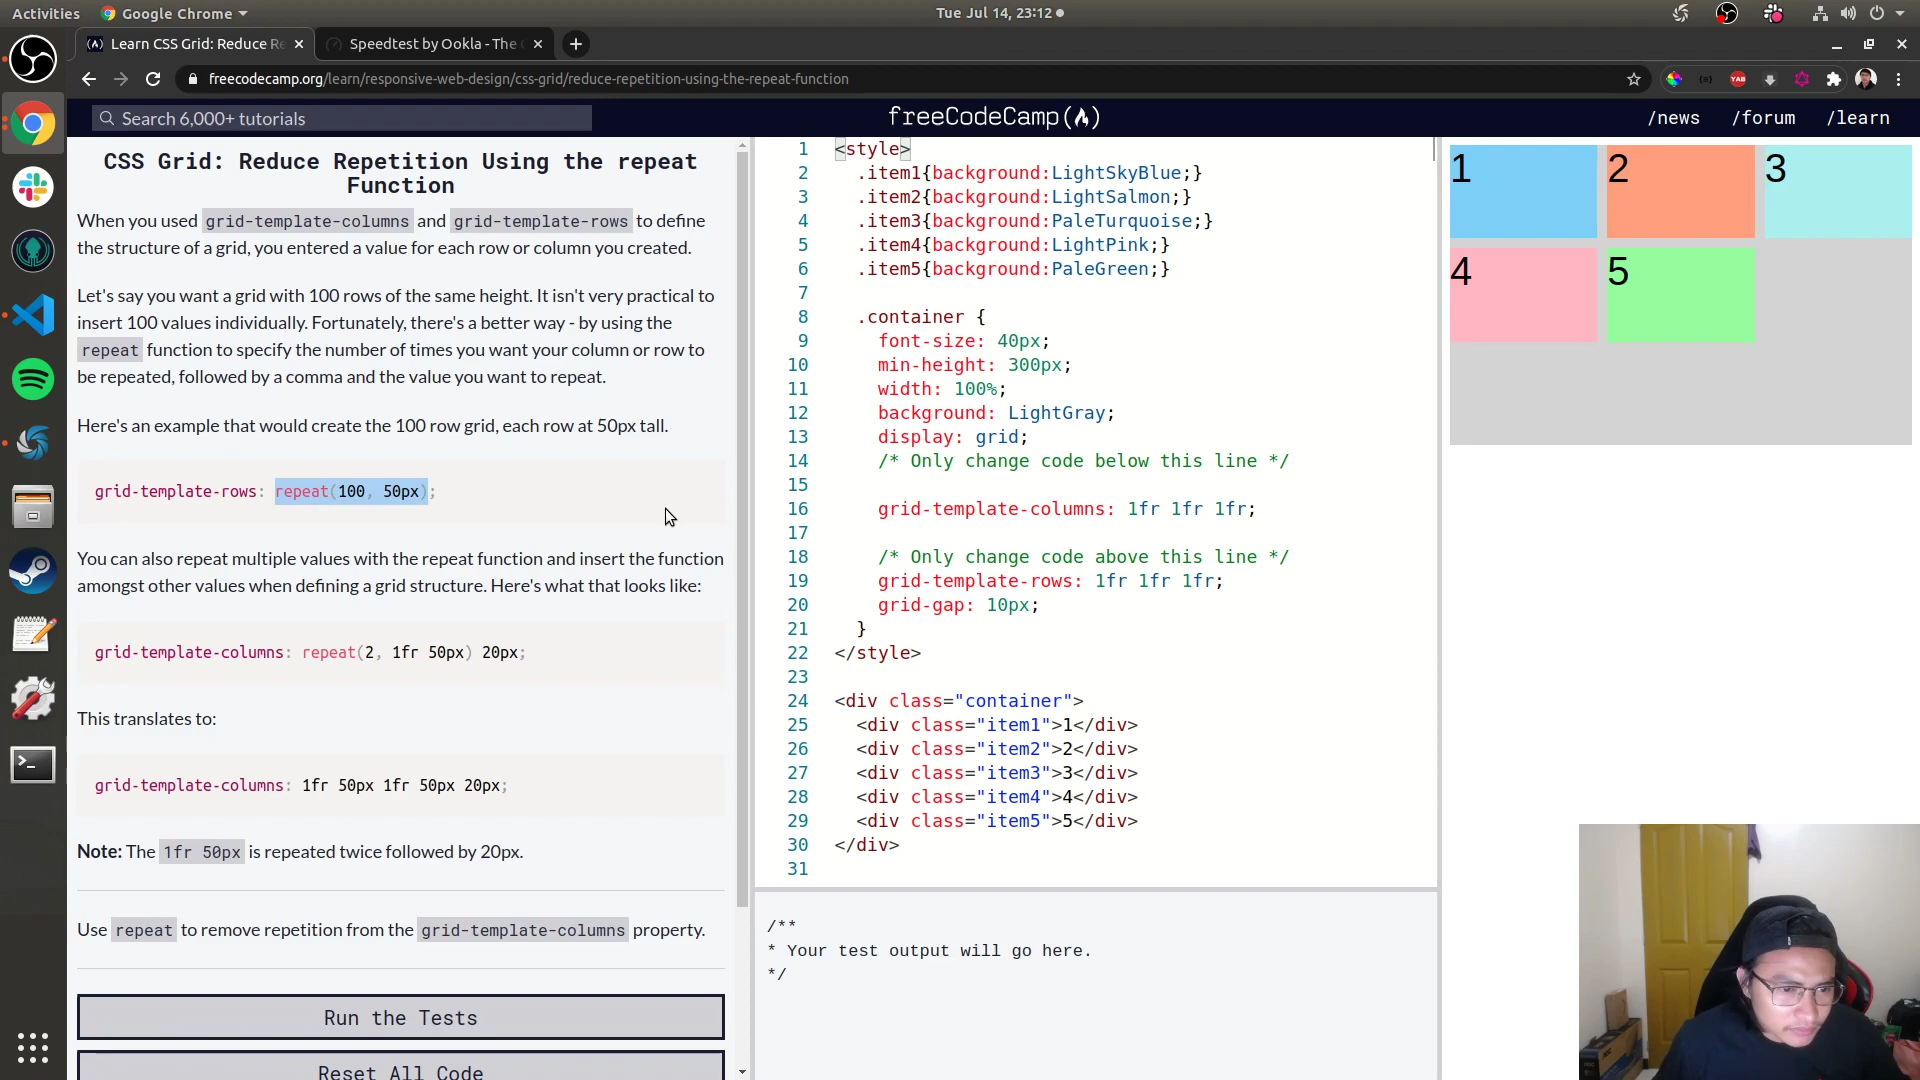 Activities
Google Chrome
Tue Jul 14, 23:12
Learn CSS Grid: Reduce Re
Speedtest by Ookla - The
freecodecamp.org/learn/responsive-web-design/css-grid/reduce-repetition-using-the-repeat-function
Search 6,000+ tutorials
freeCodeCamp
/news
/forum
/learn
CSS Grid: Reduce Repetition Using the repeat
Function
When you used grid-template-columns and grid-template-rows to define
the structure of a grid, you entered a value for each row or column you created.
Let's say you want a grid with 100 rows of the same height. It isn't very practical to
insert 100 values individually. Fortunately, there's a better way - by using the
repeat function to specify the number of times you want your column or row to
be repeated, followed by a comma and the value you want to repeat.
Here's an example that would create the 100 row grid, each row at 50px tall.
grid-template-rows: repeat(100, 50px);
You can also repeat multiple values with the repeat function and insert the function
amongst other values when defining a grid structure. Here's what that looks like:
grid-template-columns: repeat(2, 1fr 50px) 20px;
This translates to:
grid-template-columns: 1fr 50px 1fr 50px 20px;
Note: The 1fr 50px is repeated twice followed by 20px.
Use repeat to remove repetition from the grid-template-columns property.
Run the Tests
Reset All Code
1 <style>
2 .item1{background:LightSkyBlue;}
3 .item2{background:LightSalmon;}
4 .item3{background:PaleTurquoise;}
5 .item4{background:LightPink;}
6 .item5{background:PaleGreen;}
7
8 .container {
9 font-size: 40px;
10 min-height: 300px;
11 width: 100%;
12 background: LightGray;
13 display: grid;
14 /* Only change code below this line */
15
16 grid-template-columns: 1fr 1fr 1fr;
17
18 /* Only change code above this line */
19 grid-template-rows: 1fr 1fr 1fr;
20 grid-gap: 10px;
21 }
22 </style>
23
24 <div class="container">
25 <div class="item1">1</div>
26 <div class="item2">2</div>
27 <div class="item3">3</div>
28 <div class="item4">4</div>
29 <div class="item5">5</div>
30 </div>
31
/**
* Your test output will go here.
*/
1
2
3
4
5